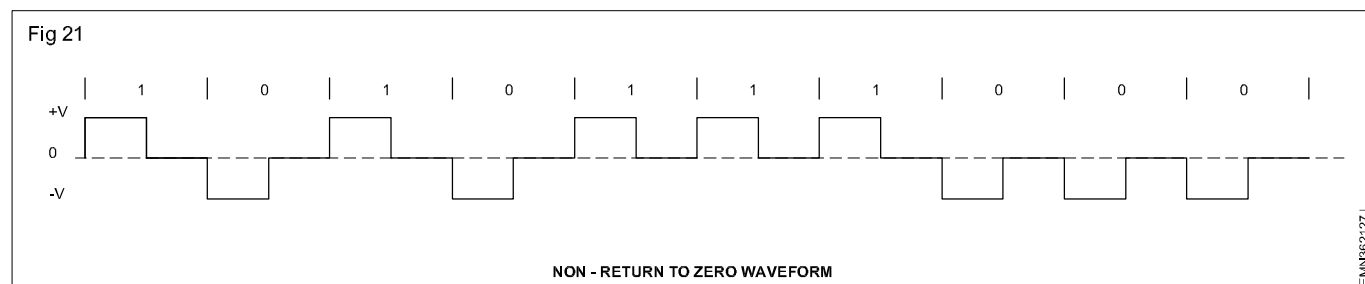 Fig 21
1 0 1 0 1 1 1 0 0 0
+V
0
-V
NON - RETURN TO ZERO WAVEFORM